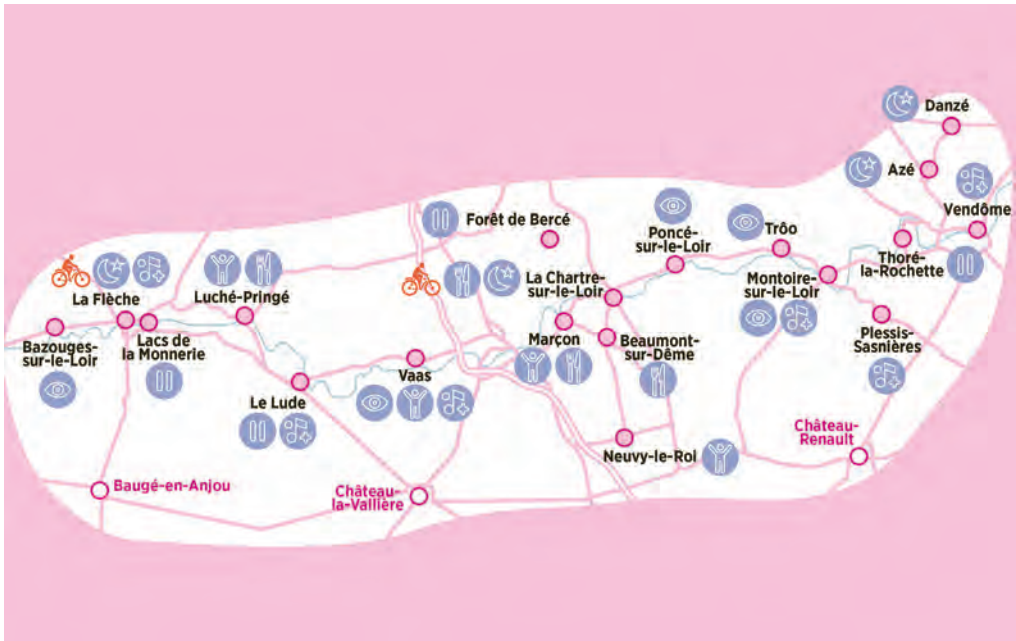 Danzé
Azé
Vendôme
Forêt de Bercé
Poncé-
sur-le-Loir
Trôo
Thoré-
la-Rochette
La Flèche
Luché-Pringé
La Chartre-
sur-le-Loir
Montoire-
sur-le-Loir
Bazouges-
sur-le-Loir
Lacs de
la Monnerie
Marçon
Beaumont-
sur-Dême
Plessis-
Sasnières
Vaas
Le Lude
Château-
Renault
Neuvy-le-Roi
Baugé-en-Anjou
Château-
la-Vallière